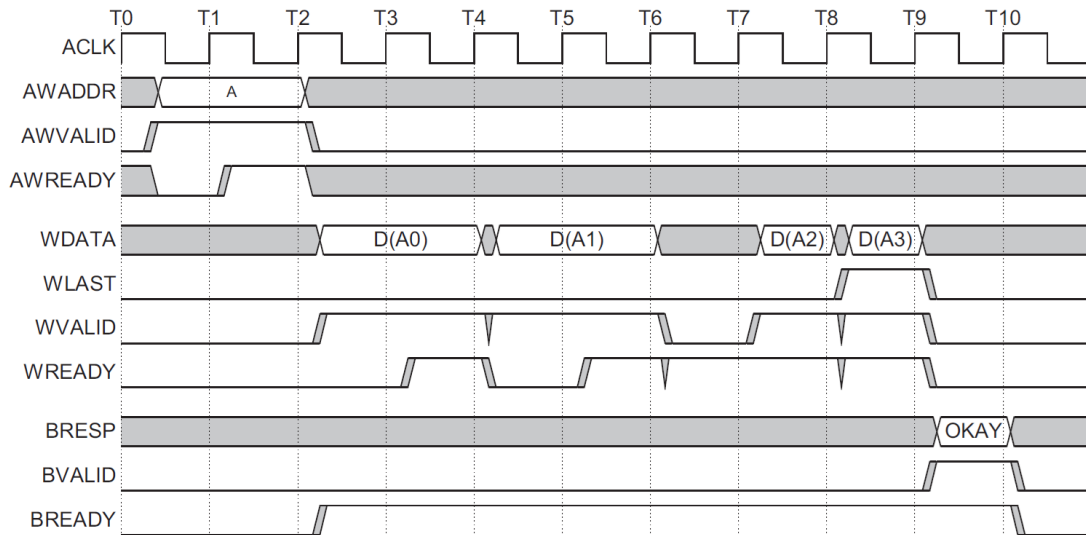 T0 T1 T2 T3 T4 T5 T6 T7 T8 T9 T10
ACLK
AWADDR A
AWVALID
AWREADY
WDATA D(A0) D(A1) D(A2) D(A3)
WLAST
WVALID
WREADY
BRESP OKAY
BVALID
BREADY